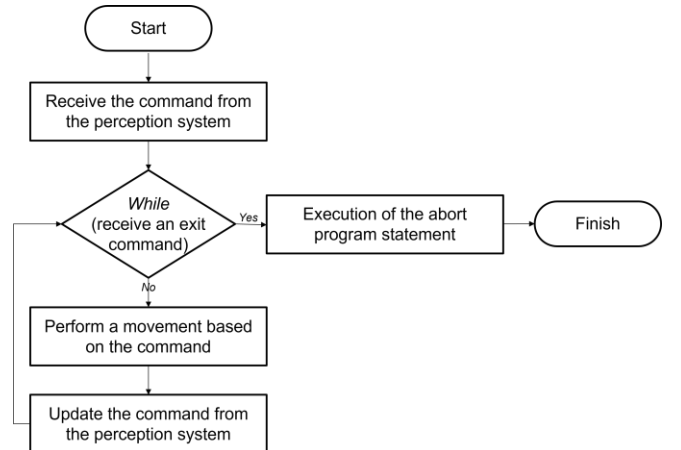 Start
Receive the command from
the perception system
While
(receive an exit
command)
Yes
Execution of the abort
program statement
Finish
No
Perform a movement based
on the command
Update the command from
the perception system